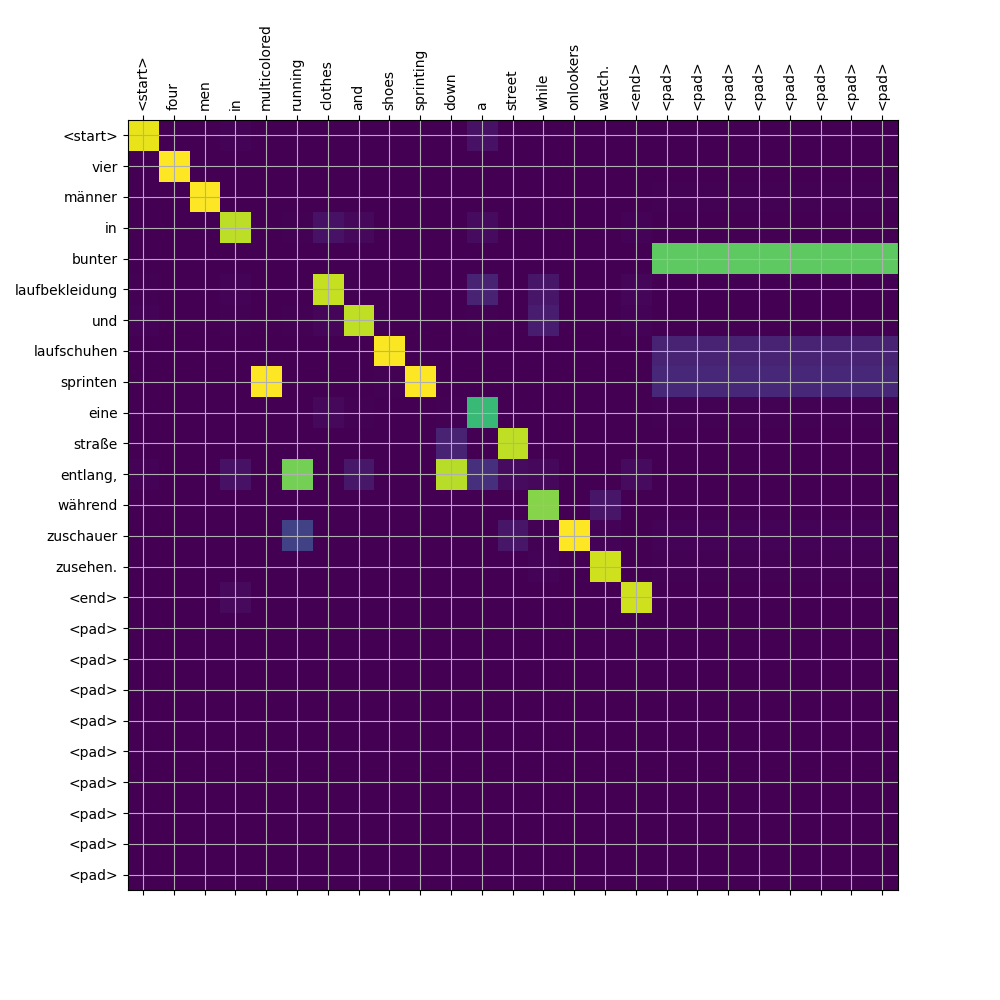 <start>
four
men
in
multicolored
running
clothes
and
shoes
sprinting
down
a
street
while
onlookers
watch.
<end>
<pad>
<pad>
<pad>
<pad>
<pad>
<pad>
<pad>
<pad>
<start>
vier
männer
in
bunter
laufbekleidung
und
laufschuhen
sprinten
eine
straße
entlang,
während
zuschauer
zusehen.
<end>
<pad>
<pad>
<pad>
<pad>
<pad>
<pad>
<pad>
<pad>
<pad>